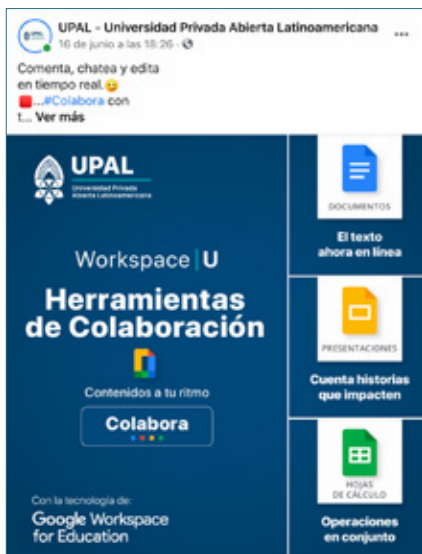 UPAL - Universidad Privada Abierta Latinoamericana
16 de junio a las 18:26 ·
Comenta, chatea y edita
en tiempo real.
...#Colabora con
t... Ver más
UPAL
Universidad Privada
Abierta Latinoamericana
Workspace | U
Herramientas
de Colaboración
Contenidos a tu ritmo
Colabora
Con la tecnología de:
Google Workspace
for Education
DOCUMENTOS
El texto
ahora en línea
PRESENTACIONES
Cuenta historias
que impacten
HOJAS
DE CÁLCULO
Operaciones
en conjunto